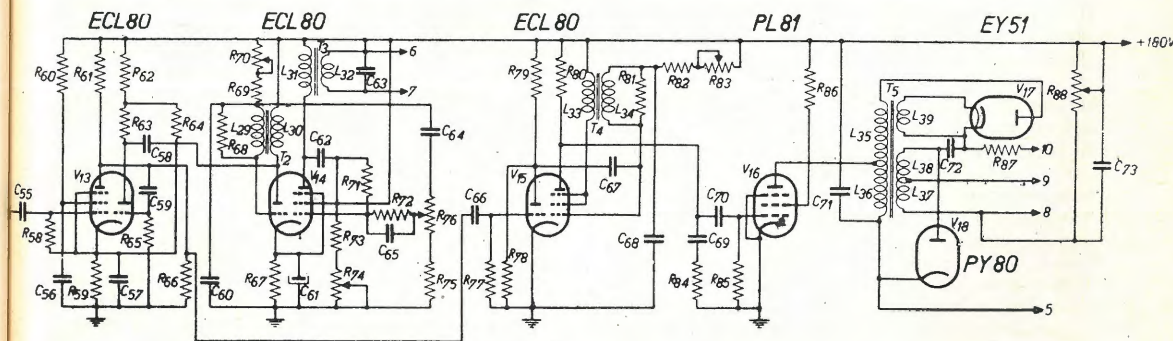 ECL80 ECL80 ECL80 PL81 EY51
+180V
R60 R61 R62 R70 L31 T3 L32 C63 6 7
R79 R80 R81 R82 R83 R86 R88
R63 R64 C58 R69 L29 L30 R68 T2 C62 C64
L33 L34 T4 T5 V17 L39 L35 R87 10
V13 C59 V14 R71 R72 R76 C65 C66 V15 C67
V16 C70 C71 L36 L38 C72 L37 9 8 C73
C55 R58 R65 R73 R74 R75 R77 R78 C68 C69 V18
C56 R59 C57 R66 C60 R67 C61 R84 R85 PY80
5